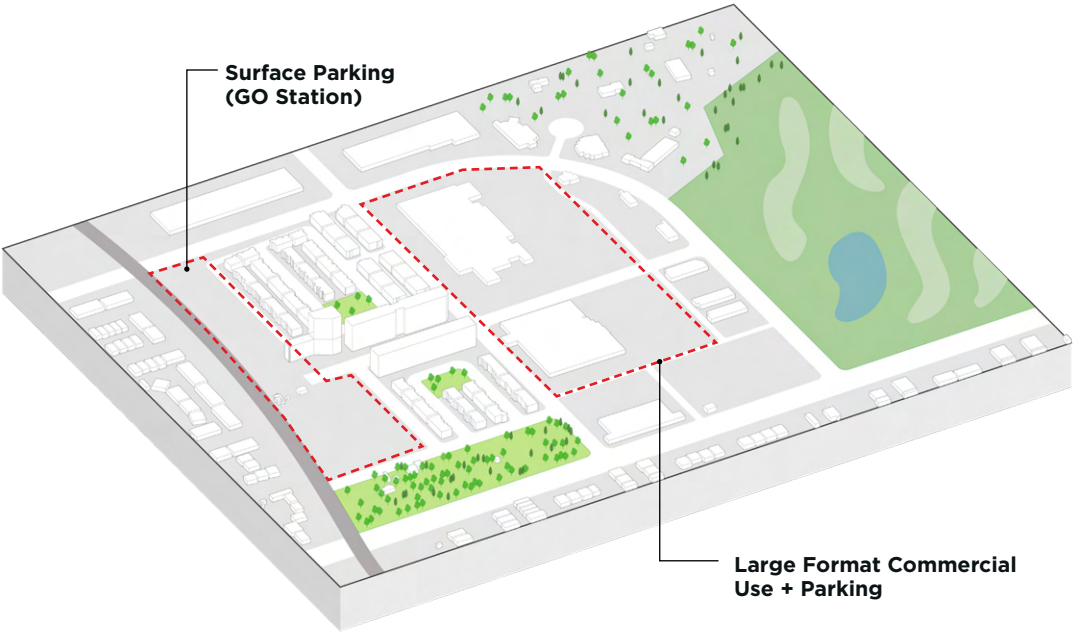 Surface Parking
(GO Station)
Large Format Commercial
Use + Parking